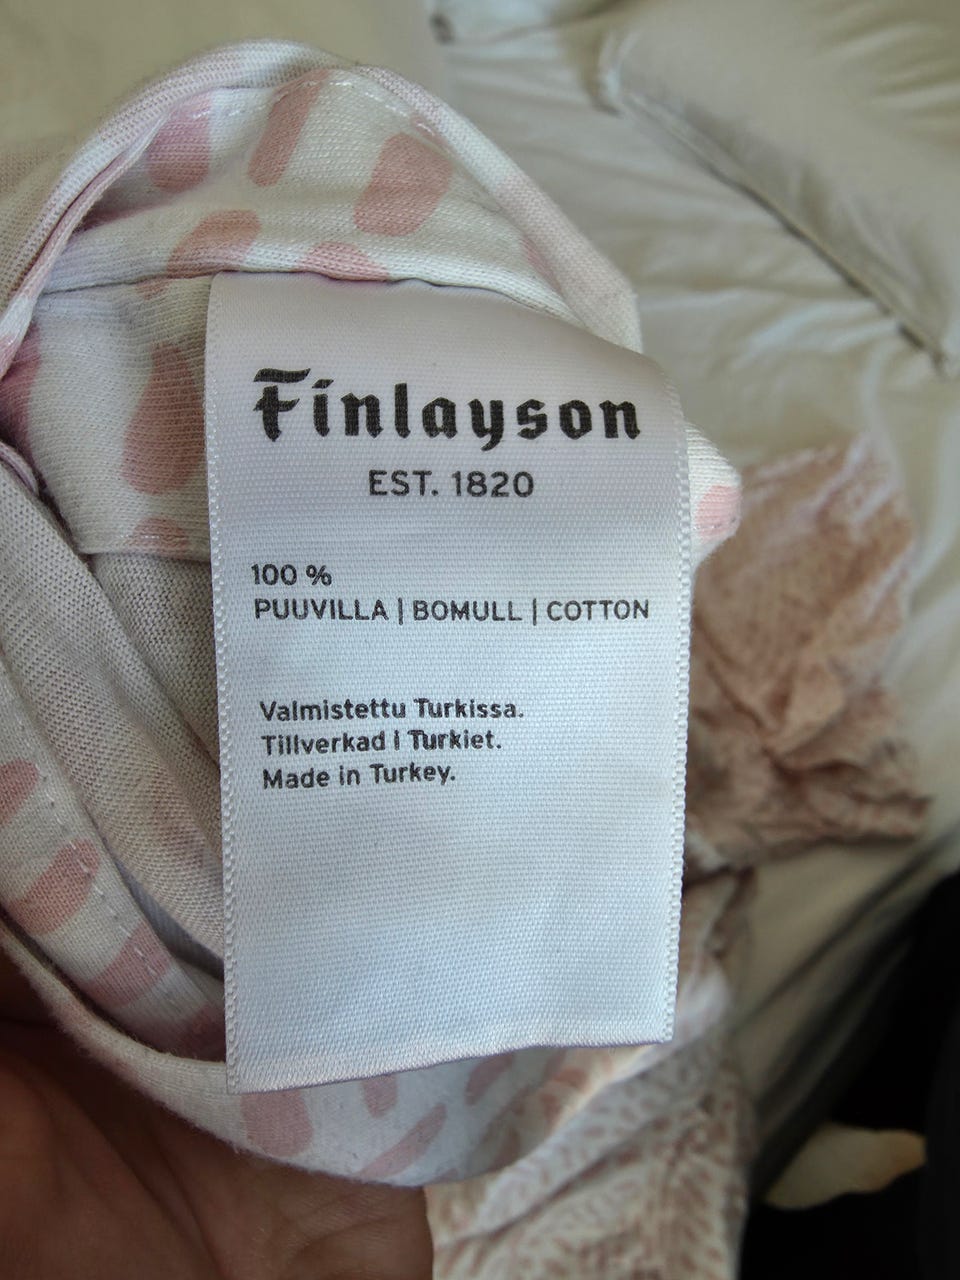 Finlayson
EST. 1820
100 %
PUUVILLA | BOMULL | COTTON
Valmistettu Turkissa.
Tillverkad i Turkiet.
Made in Turkey.